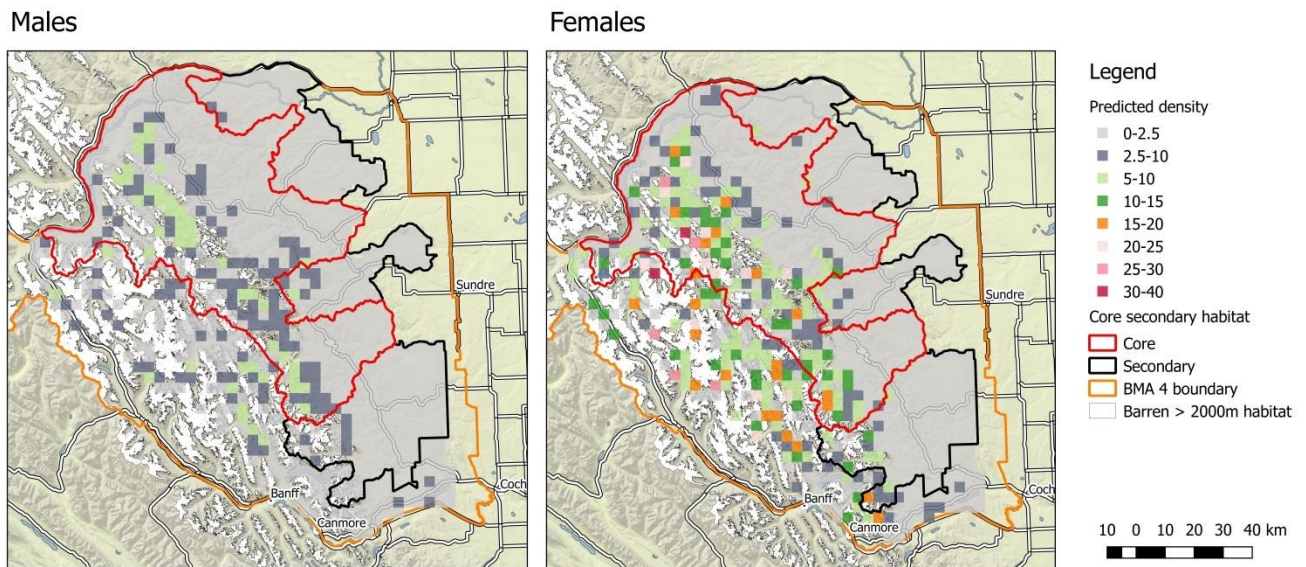 Males
Females
Sundre
Banff
Canmore
Coch
Sundre
Banff
Canmore
Coch
Legend
Predicted density
0-2.5
2.5-10
5-10
10-15
15-20
20-25
25-30
30-40
Core secondary habitat
Core
Secondary
BMA 4 boundary
Barren > 2000m habitat
10 0 10 20 30 40 km